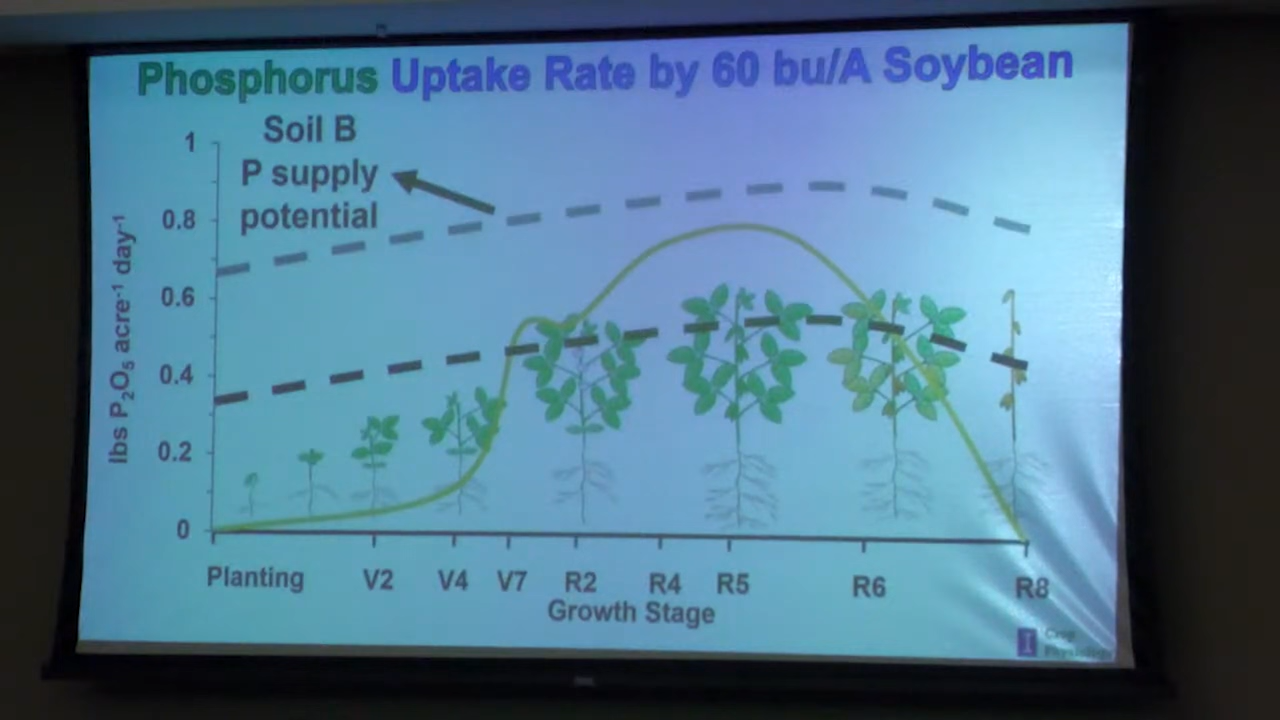 Phosphorus Uptake Rate by 60 bu/A Soybean
Soil B
P supply
potential
lbs P₂O₅ acre⁻¹ day⁻¹
1
0.8
0.6
0.4
0.2
0
Planting V2 V4 V7 R2 R4 R5 R6 R8
Growth Stage
I